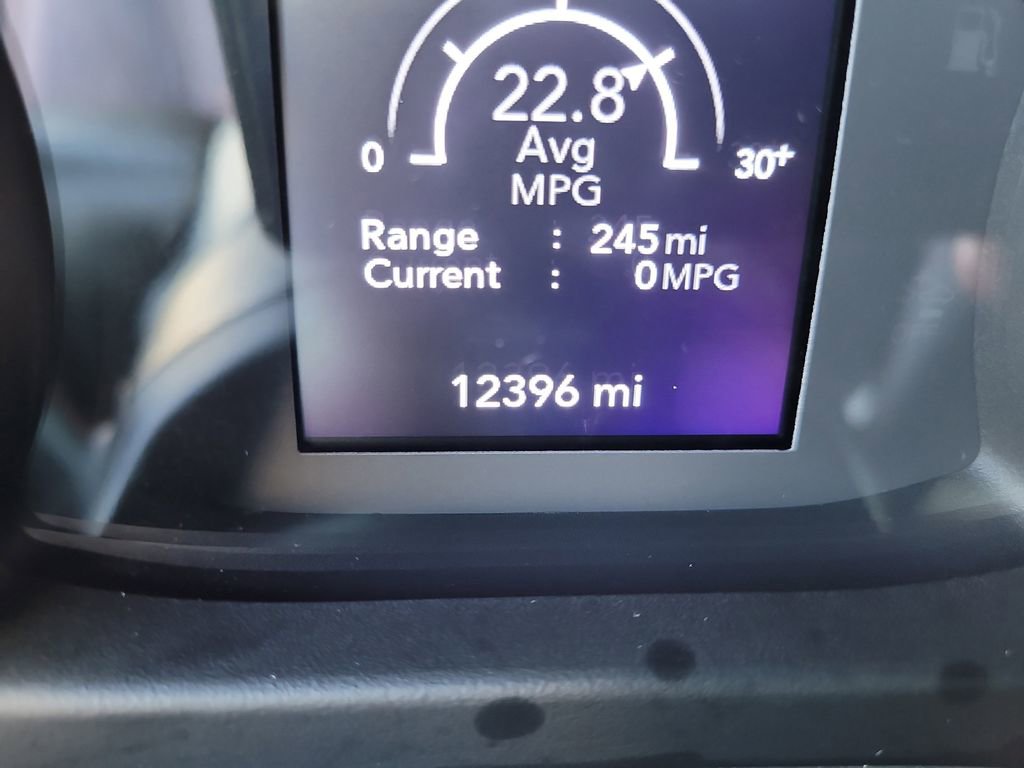 22.8
Avg
MPG
0 30+
Range : 245 mi
Current : 0 MPG
12396 mi